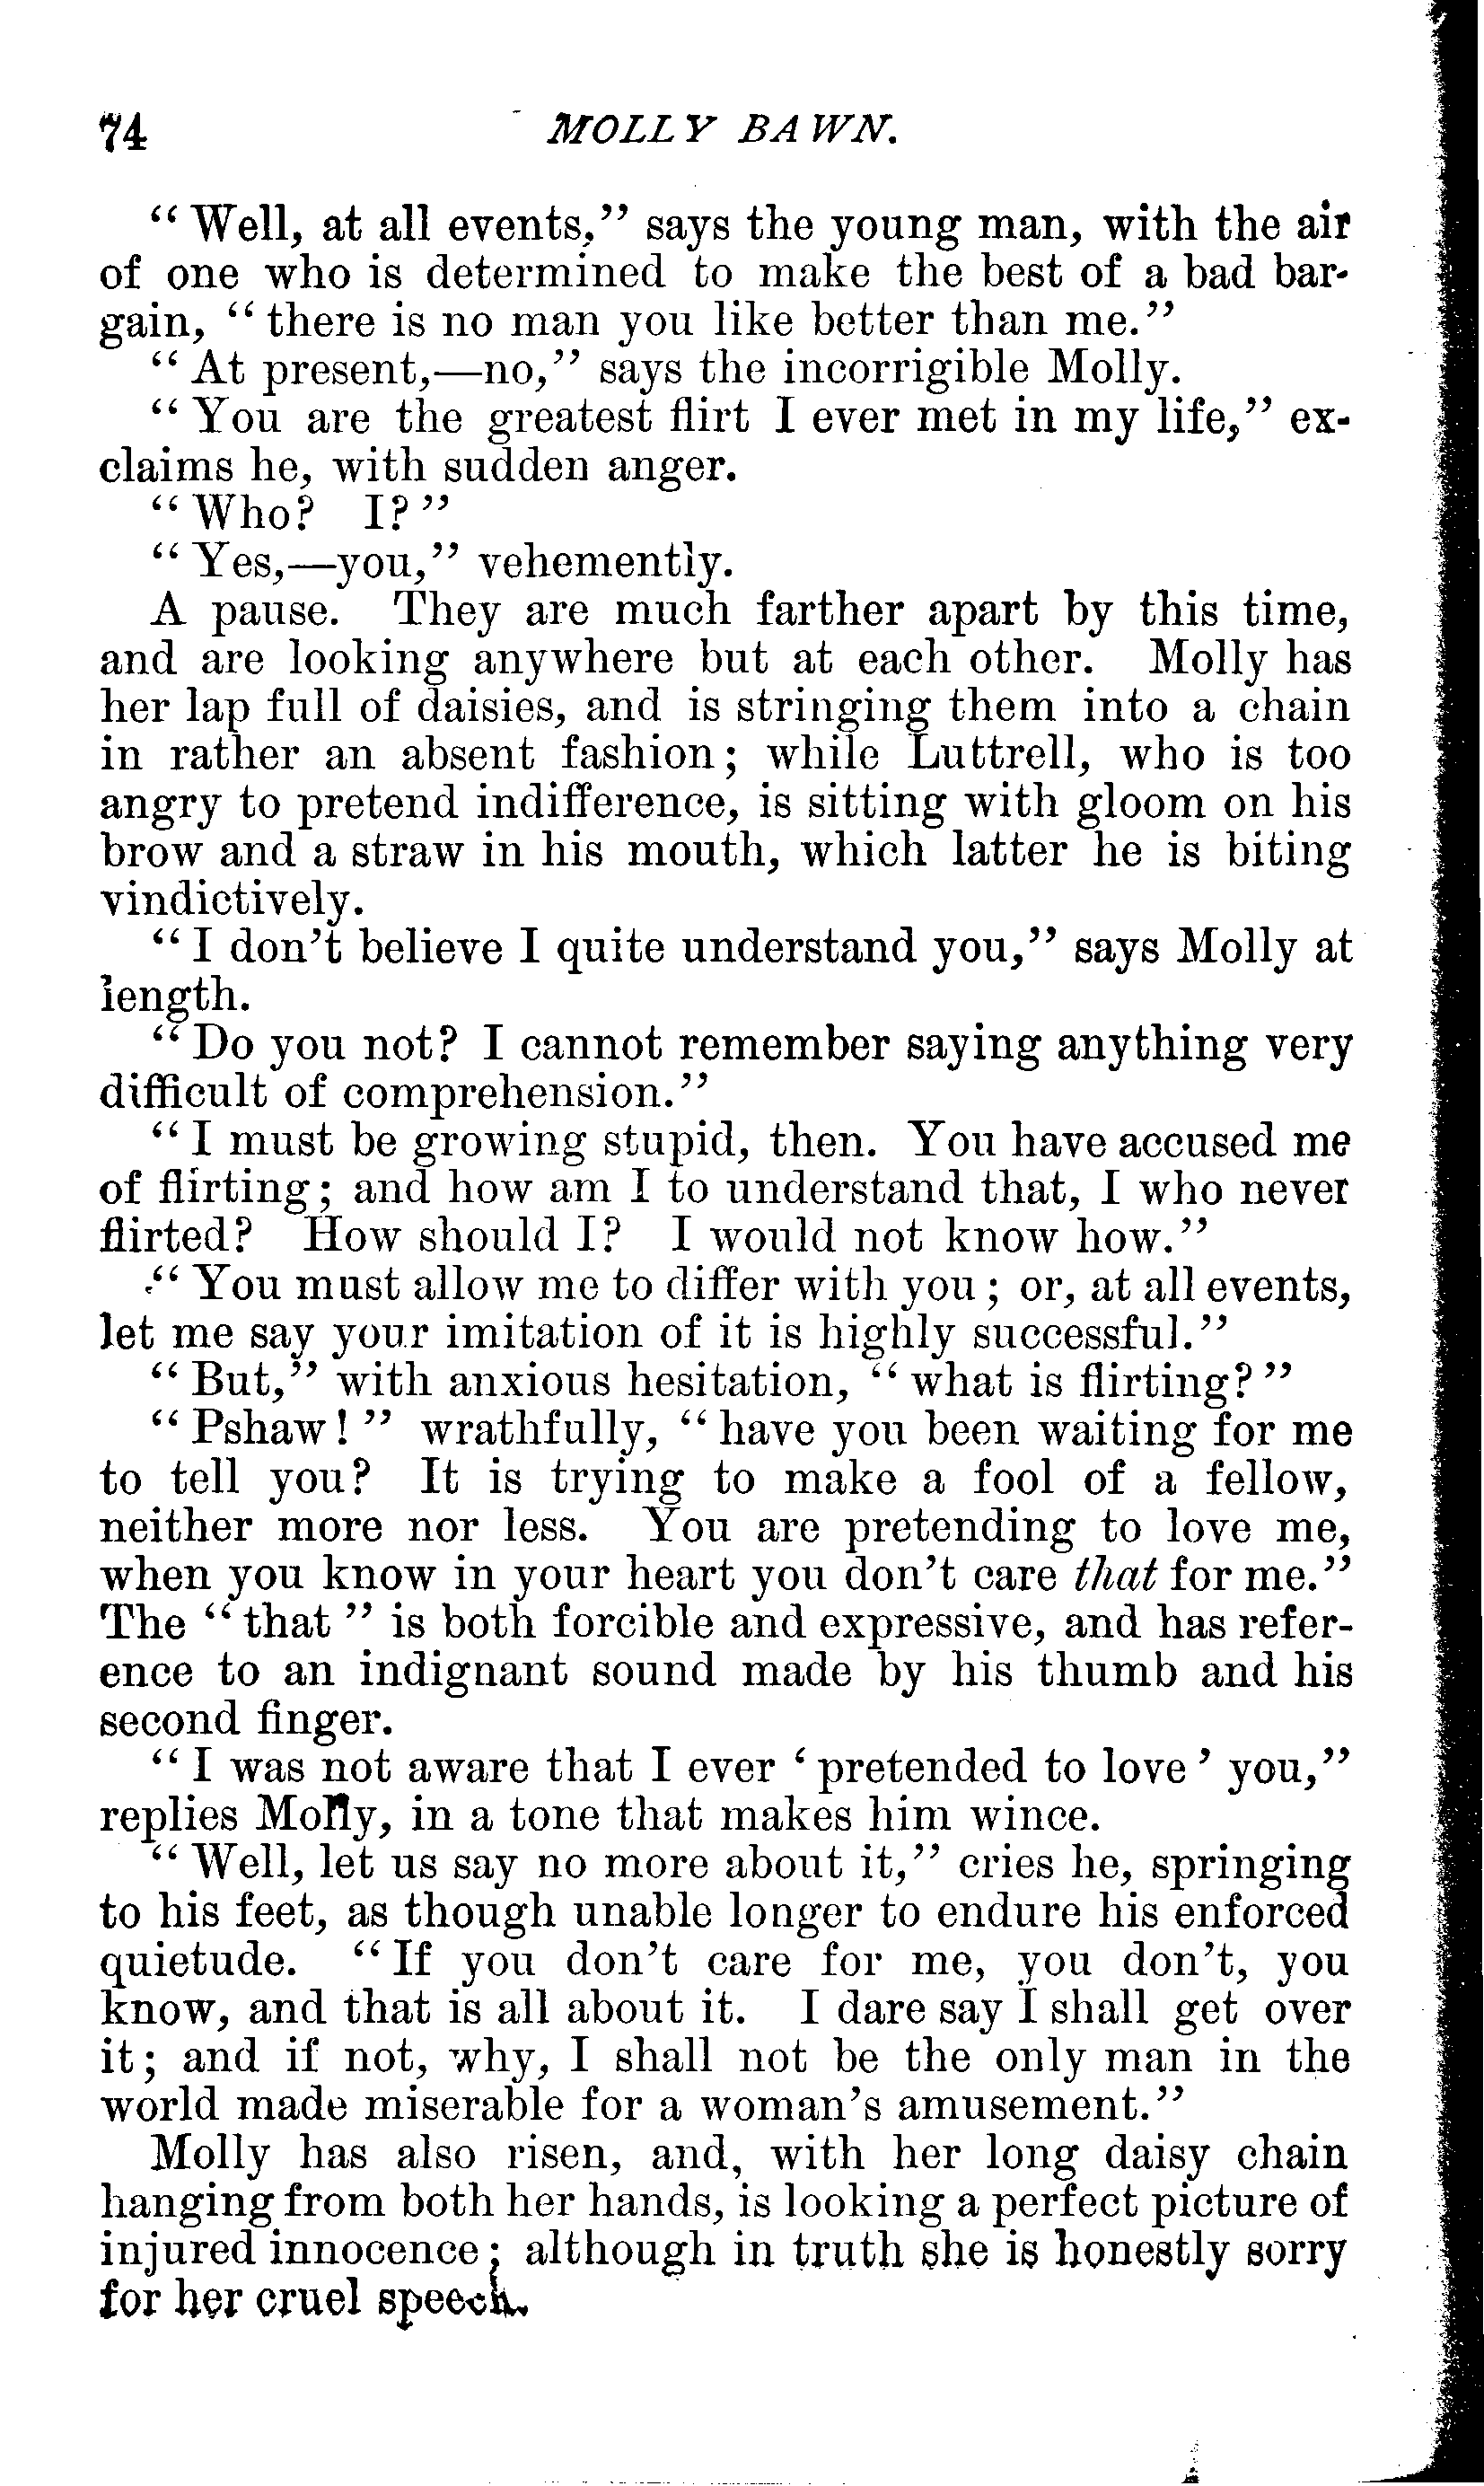 74 MOLLY BAWN.
"Well, at all events," says the young man, with the air
of one who is determined to make the best of a bad bar-
gain, "there is no man you like better than me."
"At present,—no," says the incorrigible Molly.
"You are the greatest flirt I ever met in my life," ex-
claims he, with sudden anger.
"Who? I?"
"Yes,—you," vehemently.
A pause. They are much farther apart by this time,
and are looking anywhere but at each other. Molly has
her lap full of daisies, and is stringing them into a chain
in rather an absent fashion; while Luttrell, who is too
angry to pretend indifference, is sitting with gloom on his
brow and a straw in his mouth, which latter he is biting
vindictively.
"I don't believe I quite understand you," says Molly at
length.
"Do you not? I cannot remember saying anything very
difficult of comprehension."
"I must be growing stupid, then. You have accused me
of flirting; and how am I to understand that, I who never
flirted? How should I? I would not know how."
"You must allow me to differ with you; or, at all events,
let me say your imitation of it is highly successful."
"But," with anxious hesitation, "what is flirting?"
"Pshaw!" wrathfully, "have you been waiting for me
to tell you? It is trying to make a fool of a fellow,
neither more nor less. You are pretending to love me,
when you know in your heart you don't care that for me."
The "that" is both forcible and expressive, and has refer-
ence to an indignant sound made by his thumb and his
second finger.
"I was not aware that I ever 'pretended to love' you,"
replies Molly, in a tone that makes him wince.
"Well, let us say no more about it," cries he, springing
to his feet, as though unable longer to endure his enforced
quietude. "If you don't care for me, you don't, you
know, and that is all about it. I dare say I shall get over
it; and if not, why, I shall not be the only man in the
world made miserable for a woman's amusement."
Molly has also risen, and, with her long daisy chain
hanging from both her hands, is looking a perfect picture of
injured innocence; although in truth she is honestly sorry
for her cruel speech.